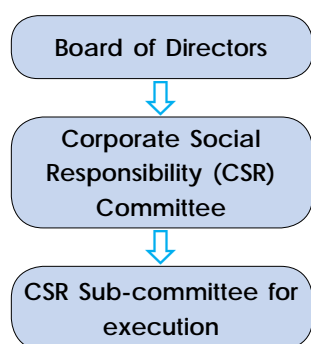 Board of Directors
Corporate Social
Responsibility (CSR)
Committee
CSR Sub-committee for
execution